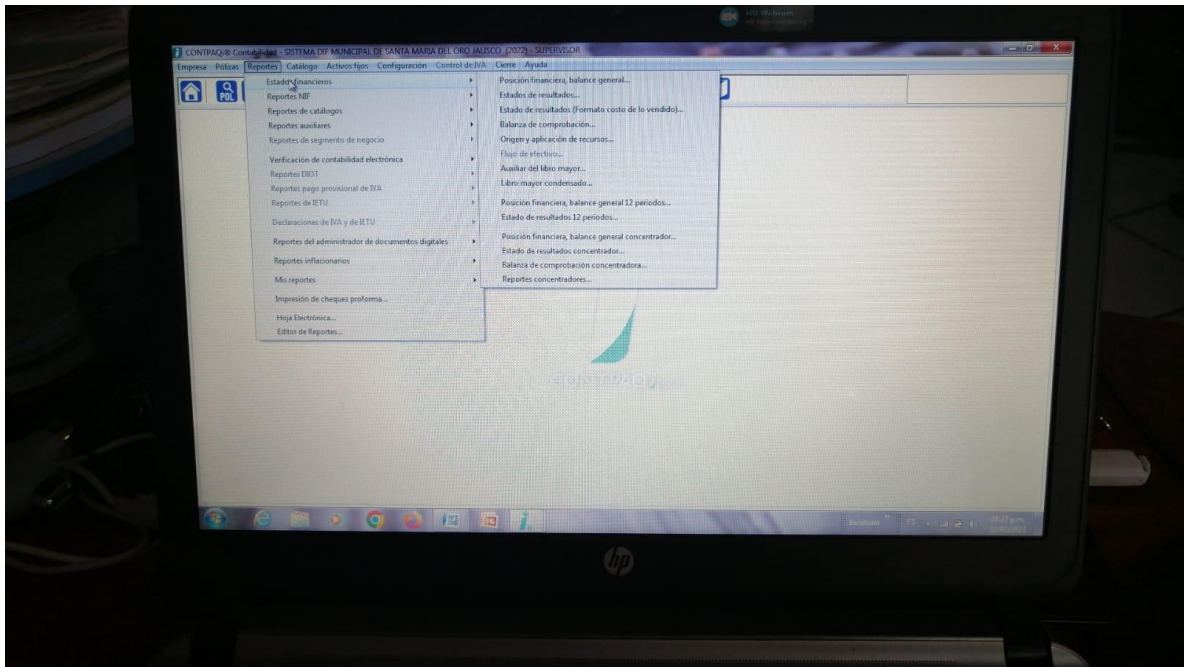 HD Webcam
CONTPAQ i® Contabilidad - SISTEMA DIF MUNICIPAL DE SANTA MARIA DEL ORO JALISCO (2022) - SUPERVISOR
Empresa Pólizas Reportes Catálogo Activos fijos Configuración Control de IVA Cierre Ayuda
POL
Estados financieros
Reportes NIF
Reportes de catálogos
Reportes auxiliares
Reportes de segmento de negocio
Verificación de contabilidad electrónica
Reportes DIOT
Reportes pago provisional de IVA
Reportes de IETU
Declaraciones de IVA y de IETU
Reportes del administrador de documentos digitales
Reportes inflacionarios
Mis reportes
Impresión de cheques proforma...
Hoja Electrónica...
Editor de Reportes...
Posición financiera, balance general...
Estados de resultados...
Estado de resultados (Formato costo de lo vendido)...
Balanza de comprobación...
Origen y aplicación de recursos...
Flujo de efectivo...
Auxiliar del libro mayor...
Libro mayor condensado...
Posición financiera, balance general 12 periodos...
Estado de resultados 12 periodos...
Posición financiera, balance general concentrador...
Estado de resultados concentrador...
Balanza de comprobación concentradora...
Reportes concentradores...
CONTPAQ i
Escritorio
ES
hp